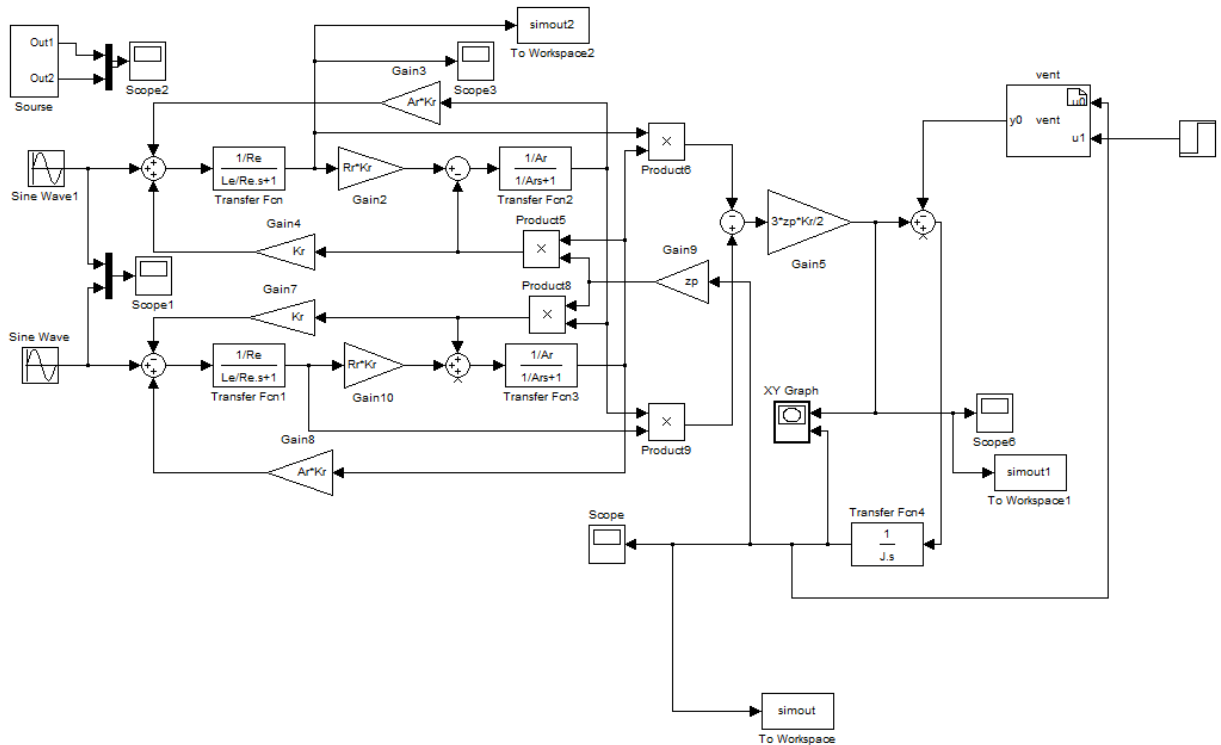 simout2
To Workspace2
Out1
Out2
Sourse
Scope2
Gain3
Ar*Kr
Scope3
vent
u0
y0
vent
u1
Sine Wave1
1/Re
Le/Re.s+1
Transfer Fcn
Rr*Kr
Gain2
1/Ar
1/Ars+1
Transfer Fcn2
Product6
3*zp*Kr/2
Gain5
Gain4
Kr
Product5
Gain9
zp
Scope1
Gain7
Kr
Product8
Sine Wave
1/Re
Le/Re.s+1
Transfer Fcn1
Rr*Kr
Gain10
1/Ar
1/Ars+1
Transfer Fcn3
XY Graph
Scope6
Product9
Gain8
Ar*Kr
simout1
To Workspace1
Scope
Transfer Fcn4
1
J.s
simout
To Workspace